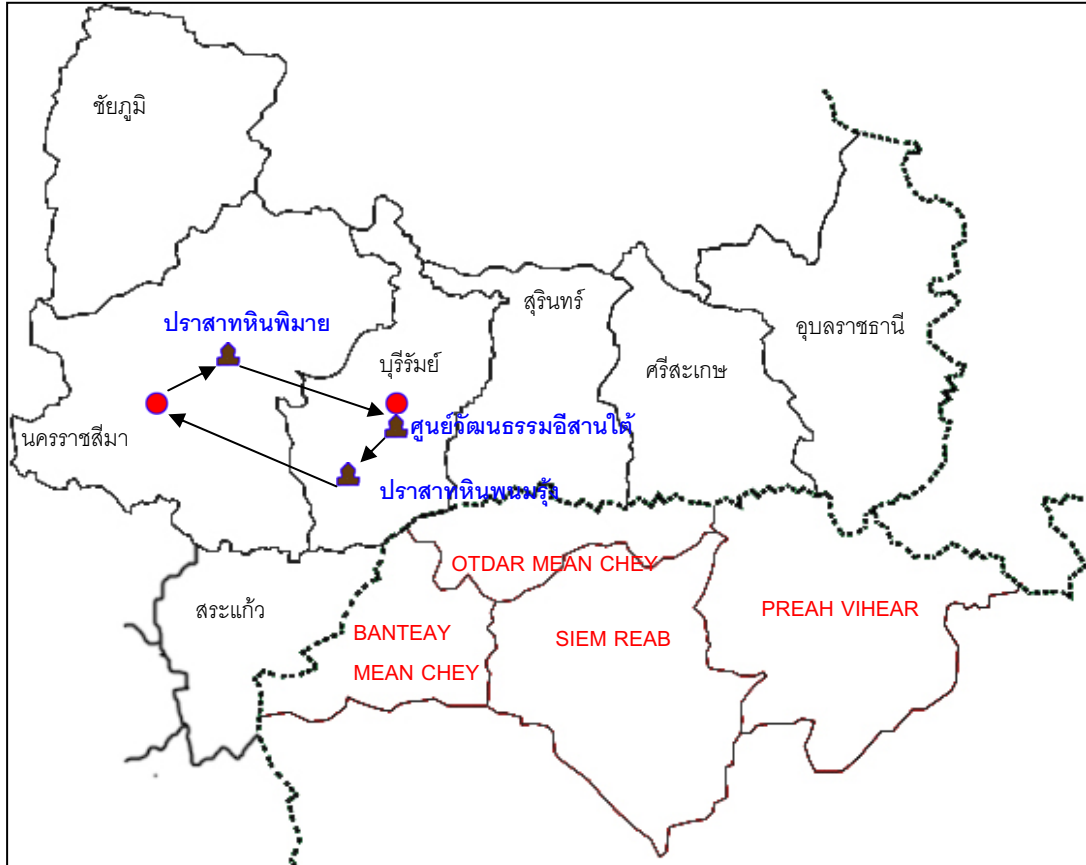 ชัยภูมิ
สุรินทร์
ปราสาทหินพิมาย
อุบลราชธานี
บุรีรัมย์
ศรีสะเกษ
ศูนย์วัฒนธรรมอีสานใต้
นครราชสีมา
ปราสาทหินพนมรุ้ง
OTDAR MEAN CHEY
สระแก้ว
PREAH VIHEAR
BANTEAY
MEAN CHEY
SIEM REAB